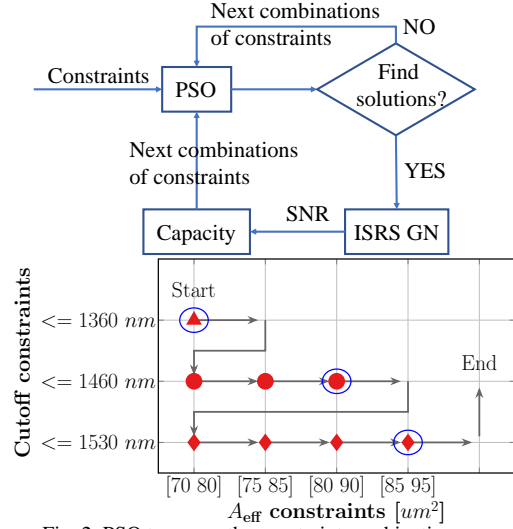 Next combinations
of constraints
NO
Constraints
PSO
Find
solutions?
Next combinations
of constraints
YES
SNR
Capacity
ISRS GN
Cutoff constraints
Start
<= 1360 nm
End
<= 1460 nm
<= 1530 nm
[70 80] [75 85] [80 90] [85 95]
A_eff constraints [um²]